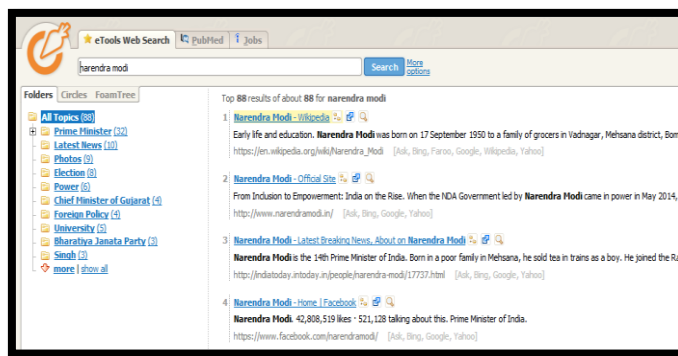 eTools Web Search PubMed Jobs
narendra modi Search More options
Folders Circles FoamTree
All Topics (88)
Prime Minister (32)
Latest News (10)
Photos (9)
Election (8)
Power (6)
Chief Minister of Gujarat (4)
Foreign Policy (4)
University (5)
Bharatiya Janata Party (3)
Singh (3)
more | show all
Top 88 results of about 88 for narendra modi
1 Narendra Modi - Wikipedia
Early life and education. Narendra Modi was born on 17 September 1950 to a family of grocers in Vadnagar, Mehsana district, Bom
https://en.wikipedia.org/wiki/Narendra_Modi [Ask, Bing, Faroo, Google, Wikipedia, Yahoo]
2 Narendra Modi - Official Site
From Inclusion to Empowerment: India on the Rise. When the NDA Government led by Narendra Modi came in power in May 2014,
http://www.narendramodi.in/ [Ask, Bing, Google, Yahoo]
3 Narendra Modi - Latest Breaking News, About on Narendra Modi
Narendra Modi is the 14th Prime Minister of India. Born in a poor family in Mehsana, he sold tea in trains as a boy. He joined the Ra
http://indiatoday.intoday.in/people/narendra-modi/17737.html [Ask, Bing, Google, Yahoo]
4 Narendra Modi - Home | Facebook
Narendra Modi. 42,808,519 likes · 521,128 talking about this. Prime Minister of India.
https://www.facebook.com/narendramodi/ [Ask, Bing, Google, Yahoo]